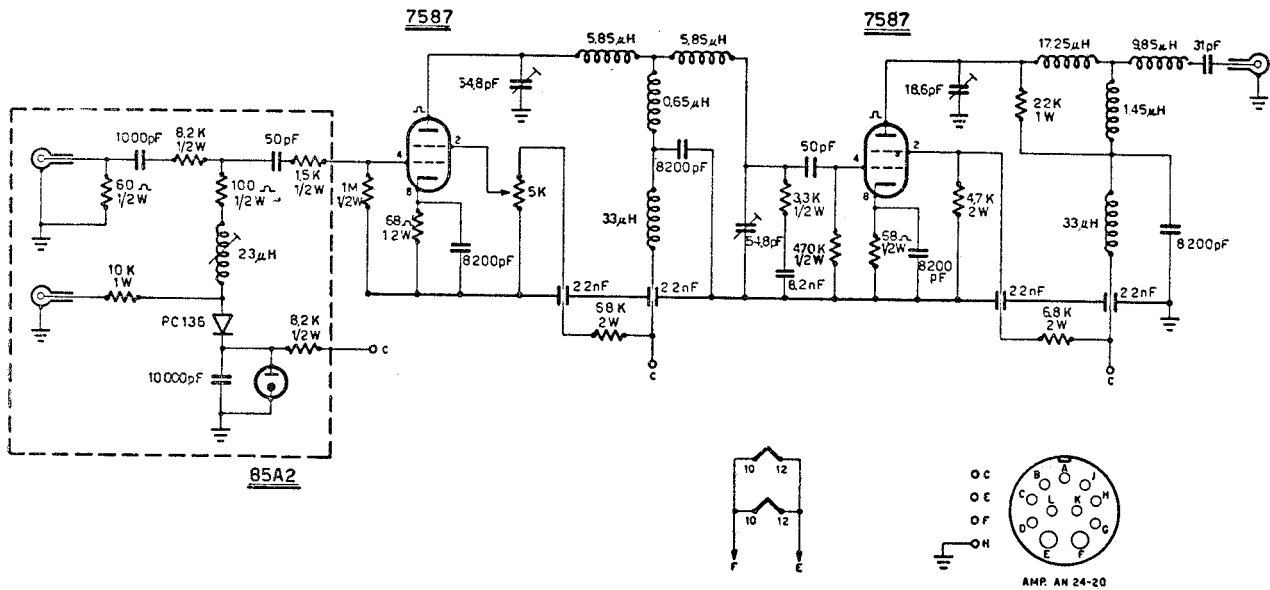 7587
7587
5,85μH
5,85μH
17,25μH
9,85μH
31pF
54,8pF
0,65μH
18,6pF
22K
1W
1,45μH
1000pF
8,2K
1/2W
50pF
1,5K
1/2W
60Ω
1/2W
100Ω
1/2W
4
2
6
1M
1/2W
5K
8200pF
50pF
4
2
8
68Ω
1 2W
8200pF
33μH
54,8pF
3,3K
1/2W
470K
1/2W
8,2nF
68Ω
1/2W
8200
pF
4,7K
2W
33μH
8200pF
23μH
10K
1W
2,2nF
2,2nF
2,2nF
2,2nF
PC135
8,2K
1/2W
C
2W
6,8K
2W
C
C
10000pF
85A2
10 12
10 12
F E
C
E
F
H
A
B
J
C
L
K
H
D
G
E
F
AMP. AN 24-20